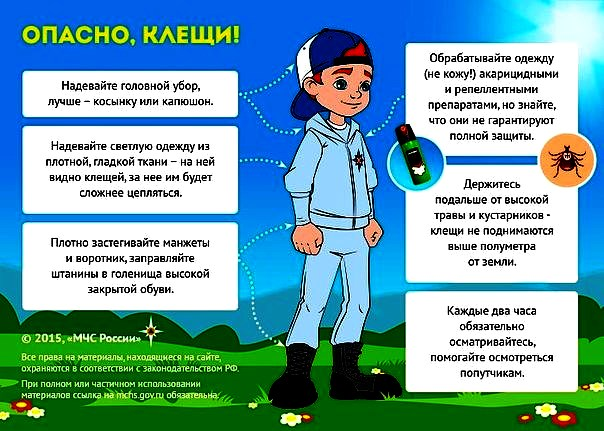 ОПАСНО, КЛЕЩИ!
Надевайте головной убор,
лучше – косынку или капюшон.
Надевайте светлую одежду из
плотной, гладкой ткани – на ней
видно клещей, за нее им будет
сложнее цепляться.
Плотно застегивайте манжеты
и воротник, заправляйте
штанины в голенища высокой
закрытой обуви.
Обрабатывайте одежду
(не кожу!) акарицидными
и репеллентными
препаратами, но знайте,
что они не гарантируют
полной защиты.
Держитесь
подальше от высокой
травы и кустарников -
клещи не поднимаются
выше полуметра
от земли.
Каждые два часа
обязательно
осматривайтесь,
помогайте осмотреться
попутчикам.
© 2015, «МЧС России»
Все права на материалы, находящиеся на сайте,
охраняются в соответствии с законодательством РФ.
При полном или частичном использовании
материалов ссылка на mchs.gov.ru обязательна.